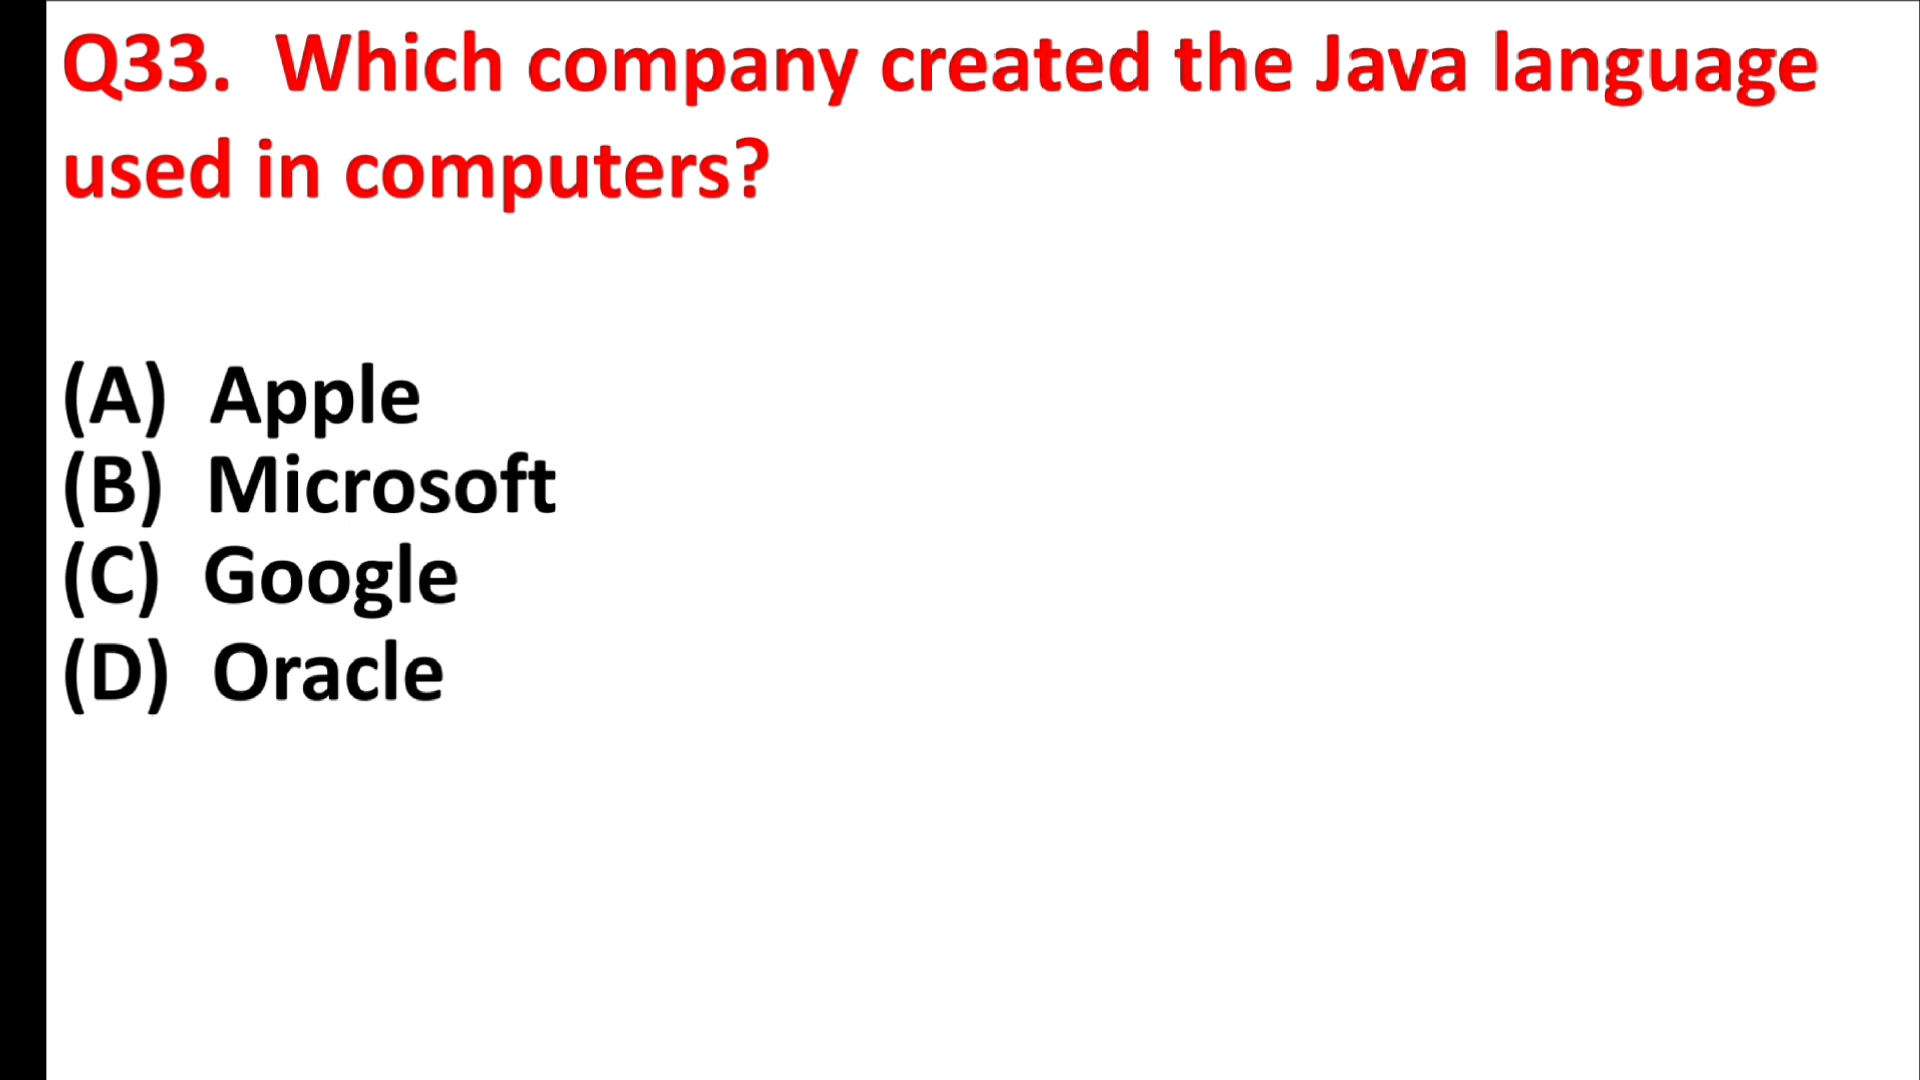 Q33. Which company created the Java language
used in computers?
(A) Apple
(B) Microsoft
(C) Google
(D) Oracle